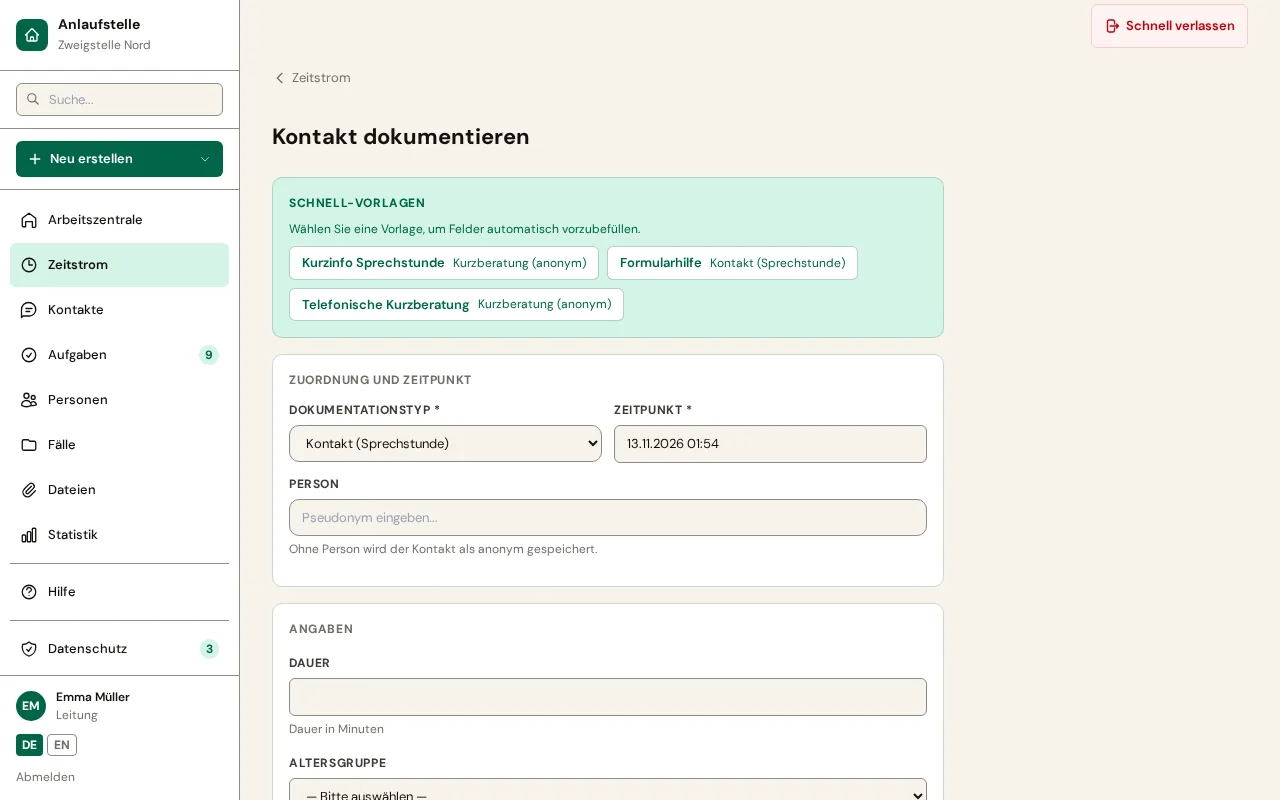 Anlaufstelle
Zweigstelle Nord
Suche...
Neu erstellen
Arbeitszentrale
Zeitstrom
Kontakte
Aufgaben 9
Personen
Fälle
Dateien
Statistik
Hilfe
Datenschutz 3
EM Emma Müller
Leitung
DE EN
Abmelden
Schnell verlassen
Zeitstrom
Kontakt dokumentieren
SCHNELL-VORLAGEN
Wählen Sie eine Vorlage, um Felder automatisch vorzubefüllen.
Kurzinfo Sprechstunde Kurzberatung (anonym) Formularhilfe Kontakt (Sprechstunde)
Telefonische Kurzberatung Kurzberatung (anonym)
ZUORDNUNG UND ZEITPUNKT
DOKUMENTATIONSTYP * ZEITPUNKT *
Kontakt (Sprechstunde) 13.11.2026 01:54
PERSON
Pseudonym eingeben...
Ohne Person wird der Kontakt als anonym gespeichert.
ANGABEN
DAUER
Dauer in Minuten
ALTERSGRUPPE
— Bitte auswählen —